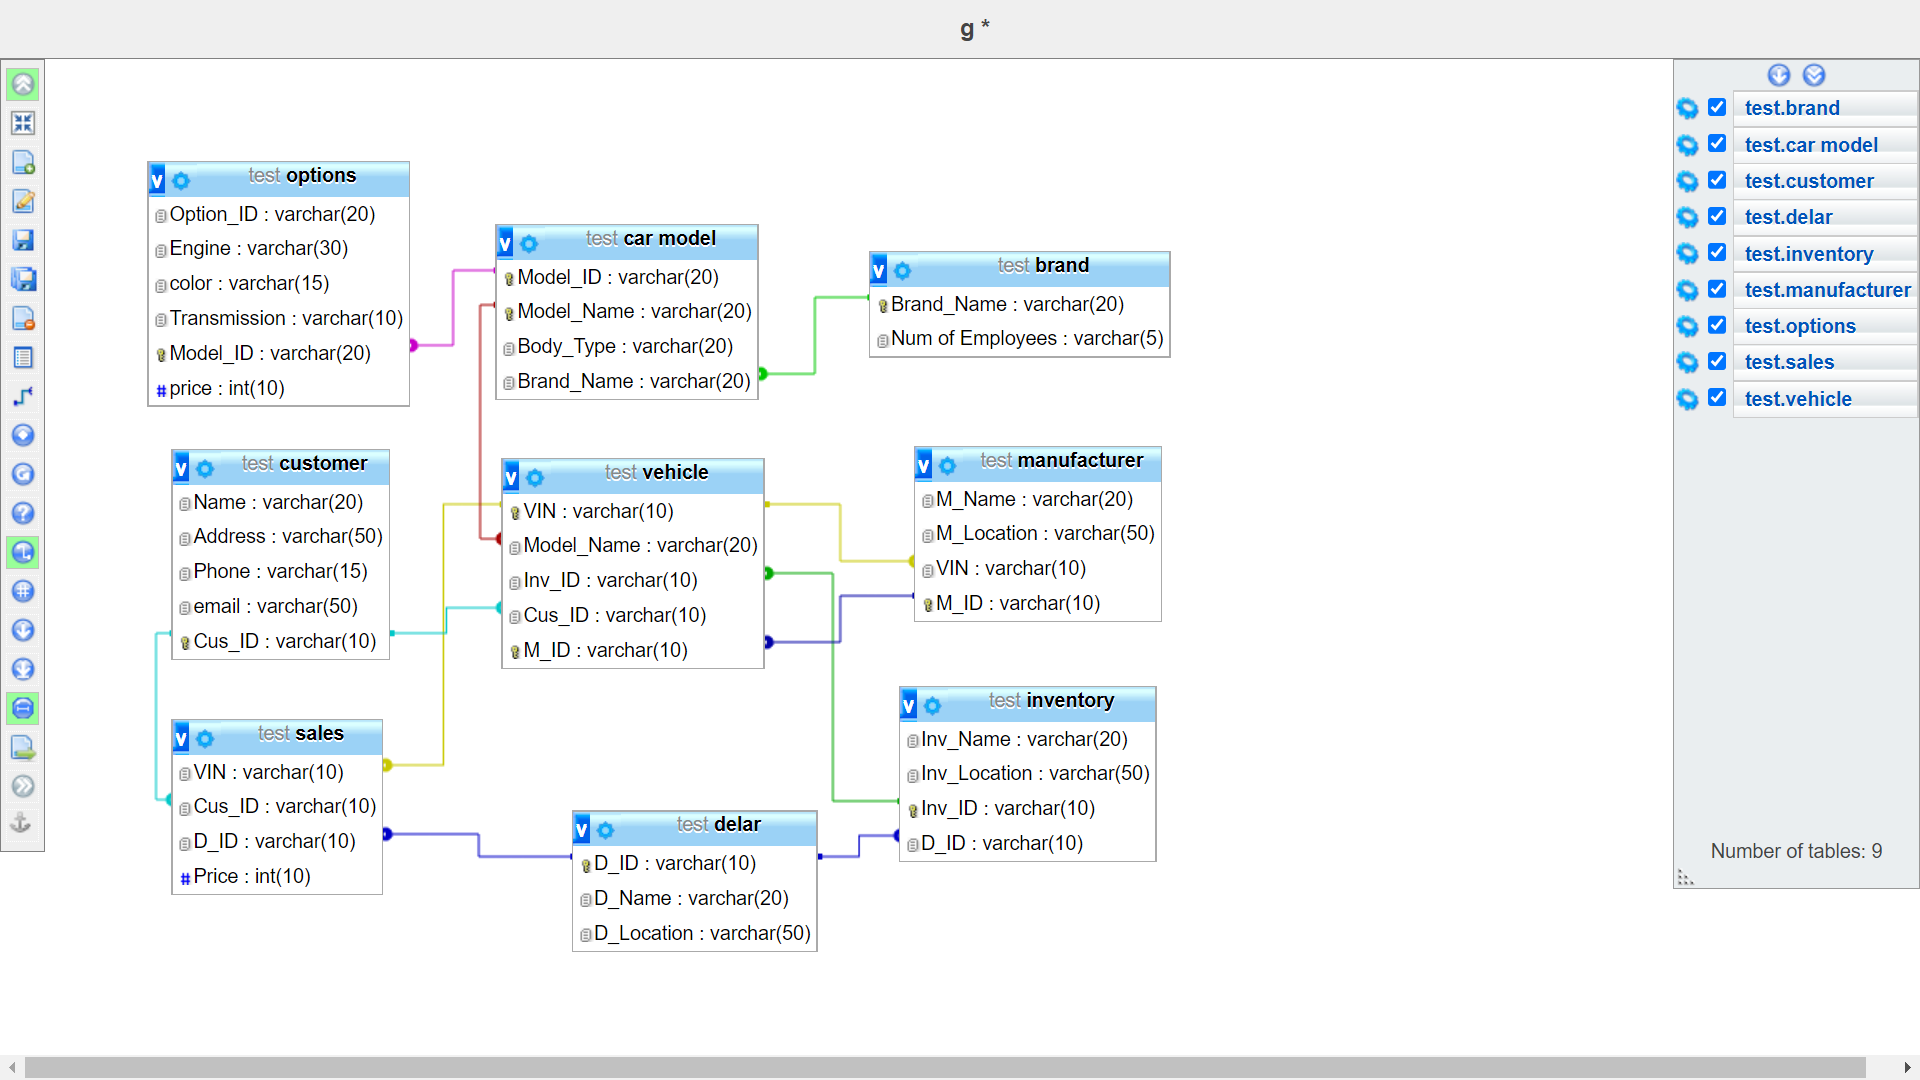 g *
test options
Option_ID : varchar(20)
Engine : varchar(30)
color : varchar(15)
Transmission : varchar(10)
Model_ID : varchar(20)
# price : int(10)
test car model
Model_ID : varchar(20)
Model_Name : varchar(20)
Body_Type : varchar(20)
Brand_Name : varchar(20)
test brand
Brand_Name : varchar(20)
Num of Employees : varchar(5)
test customer
Name : varchar(20)
Address : varchar(50)
Phone : varchar(15)
email : varchar(50)
Cus_ID : varchar(10)
test vehicle
VIN : varchar(10)
Model_Name : varchar(20)
Inv_ID : varchar(10)
Cus_ID : varchar(10)
M_ID : varchar(10)
test manufacturer
M_Name : varchar(20)
M_Location : varchar(50)
VIN : varchar(10)
M_ID : varchar(10)
test sales
VIN : varchar(10)
Cus_ID : varchar(10)
D_ID : varchar(10)
# Price : int(10)
test delar
D_ID : varchar(10)
D_Name : varchar(20)
D_Location : varchar(50)
test inventory
Inv_Name : varchar(20)
Inv_Location : varchar(50)
Inv_ID : varchar(10)
D_ID : varchar(10)
test.brand
test.car model
test.customer
test.delar
test.inventory
test.manufacturer
test.options
test.sales
test.vehicle
Number of tables: 9